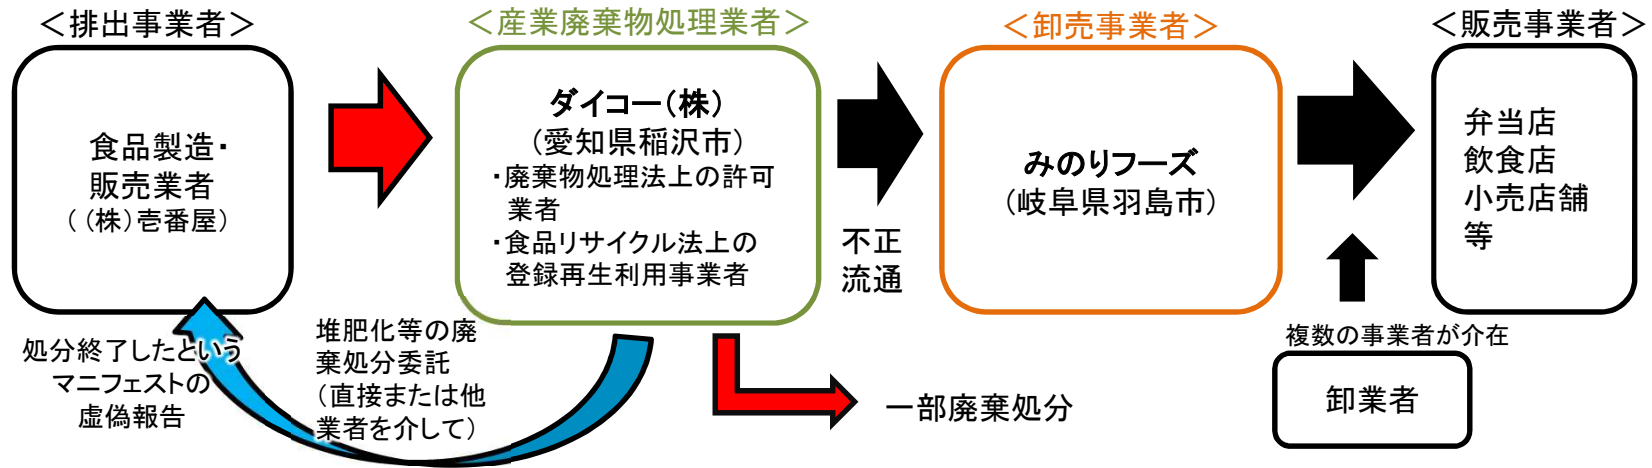 ＜排出事業者＞
食品製造・
販売業者
（（株）壱番屋）
＜産業廃棄物処理業者＞
ダイコー（株）
（愛知県稲沢市）
・廃棄物処理法上の許可
業者
・食品リサイクル法上の
登録再生利用事業者
不正
流通
＜卸売事業者＞
みのりフーズ
（岐阜県羽島市）
＜販売事業者＞
弁当店
飲食店
小売店舗
等
処分終了したという
マニフェストの
虚偽報告
堆肥化等の廃
棄処分委託
（直接または他
業者を介して）
一部廃棄処分
複数の事業者が介在
卸業者